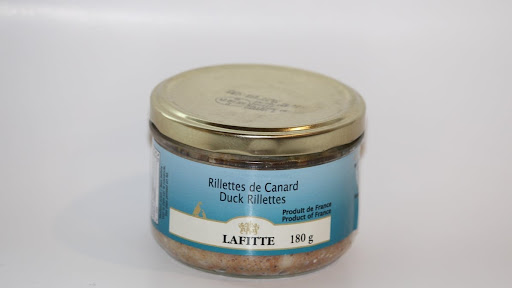 Rillettes de Canard
Duck Rillettes
Produit de France
Product of France
LAFITTE 180 g